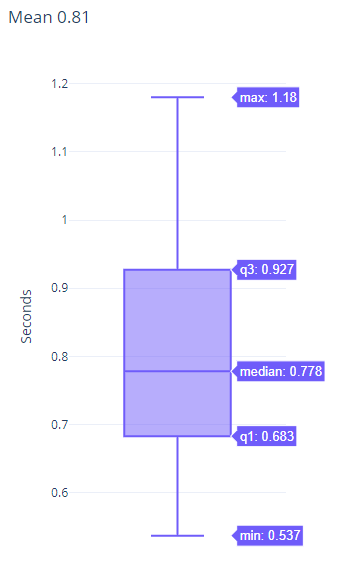 Mean 0.81
1.2
max: 1.18
1.1
1
q3: 0.927
0.9
Seconds
0.8
median: 0.778
0.7
q1: 0.683
0.6
min: 0.537